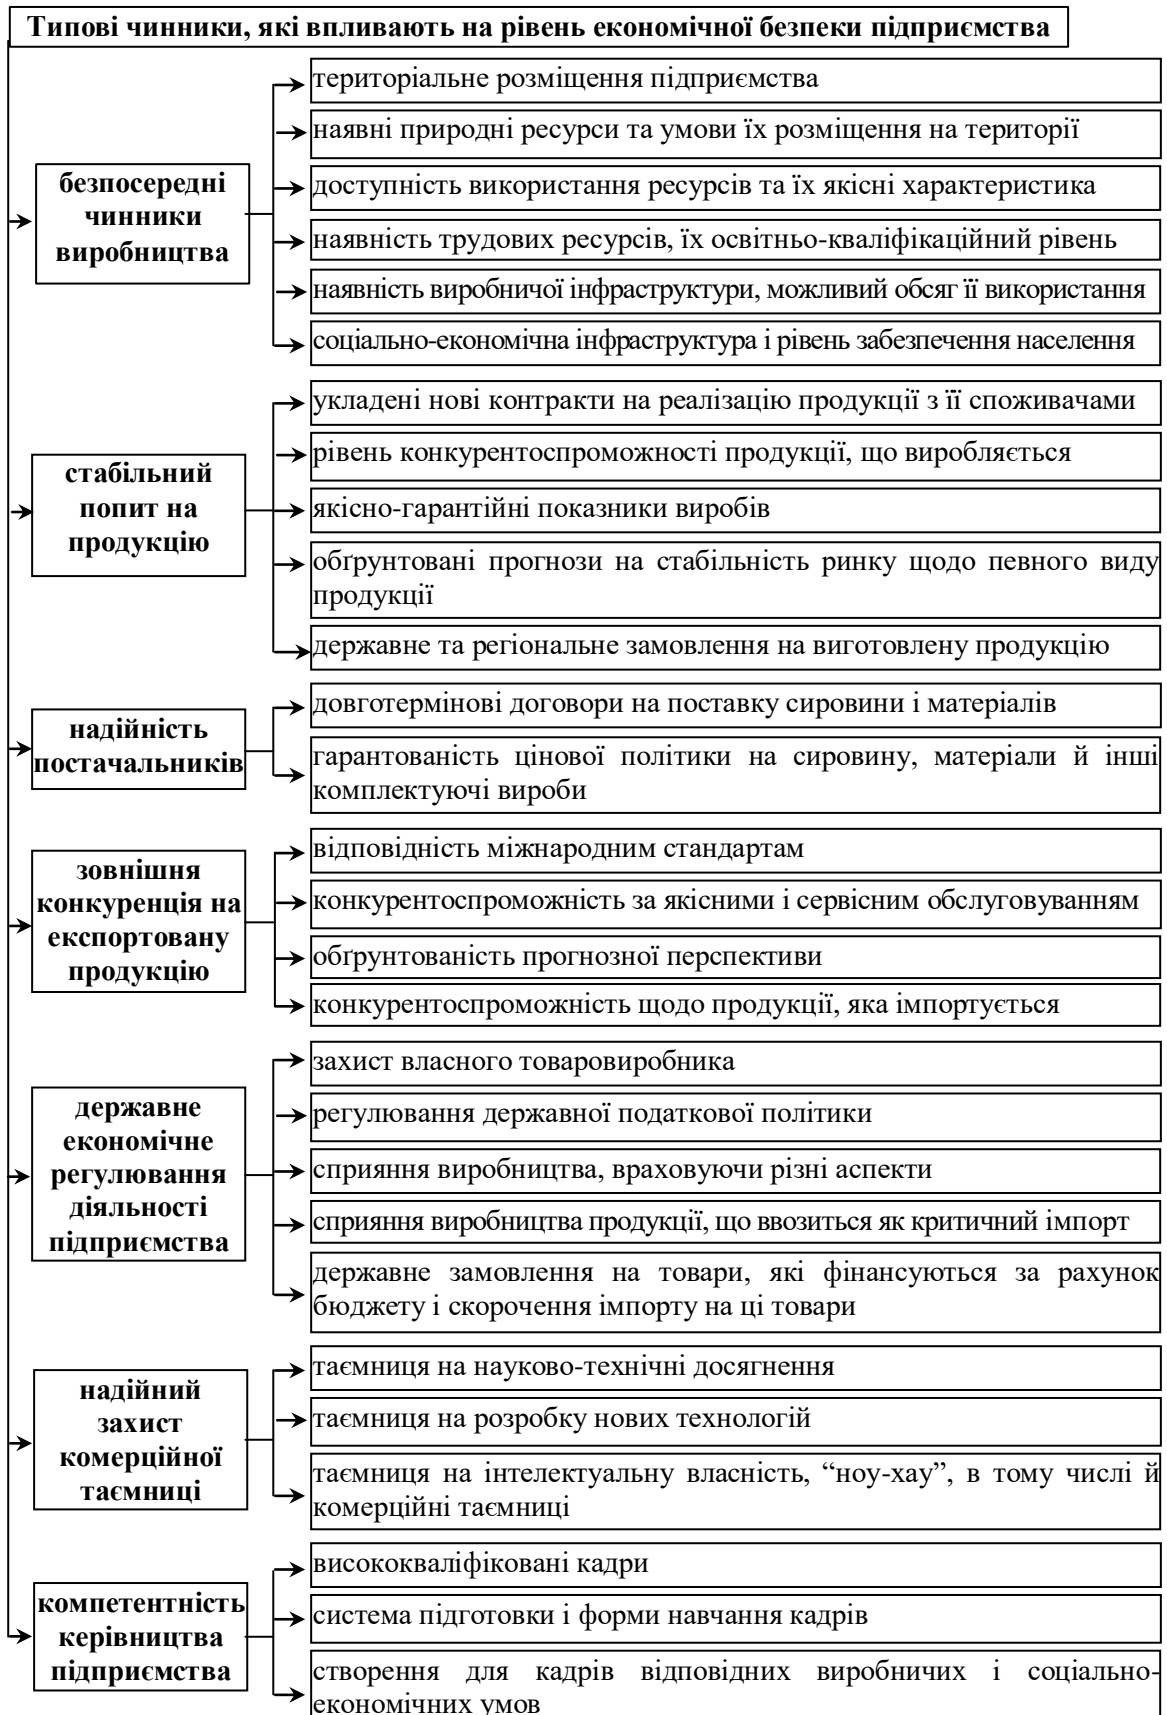 Типові чинники, які впливають на рівень економічної безпеки підприємства
безпосередні
чинники
виробництва
територіальне розміщення підприємства
наявні природні ресурси та умови їх розміщення на території
доступність використання ресурсів та їх якісні характеристика
наявність трудових ресурсів, їх освітньо-кваліфікаційний рівень
наявність виробничої інфраструктури, можливий обсяг її використання
соціально-економічна інфраструктура і рівень забезпечення населення
стабільний
попит на
продукцію
укладені нові контракти на реалізацію продукції з її споживачами
рівень конкурентоспроможності продукції, що виробляється
якісно-гарантійні показники виробів
обґрунтовані прогнози на стабільність ринку щодо певного виду
продукції
державне та регіональне замовлення на виготовлену продукцію
надійність
постачальників
довготермінові договори на поставку сировини і матеріалів
гарантованість цінової політики на сировину, матеріали й інші
комплектуючі вироби
зовнішня
конкуренція на
експортовану
продукцію
відповідність міжнародним стандартам
конкурентоспроможність за якісними і сервісним обслуговуванням
обґрунтованість прогнозної перспективи
конкурентоспроможність щодо продукції, яка імпортується
державне
економічне
регулювання
діяльності
підприємства
захист власного товаровиробника
регулювання державної податкової політики
сприяння виробництва, враховуючи різні аспекти
сприяння виробництва продукції, що ввозиться як критичний імпорт
державне замовлення на товари, які фінансуються за рахунок
бюджету і скорочення імпорту на ці товари
надійний
захист
комерційної
таємниці
таємниця на науково-технічні досягнення
таємниця на розробку нових технологій
таємниця на інтелектуальну власність, “ноу-хау”, в тому числі й
комерційні таємниці
компетентність
керівництва
підприємства
висококваліфіковані кадри
система підготовки і форми навчання кадрів
створення для кадрів відповідних виробничих і соціально-
економічних умов